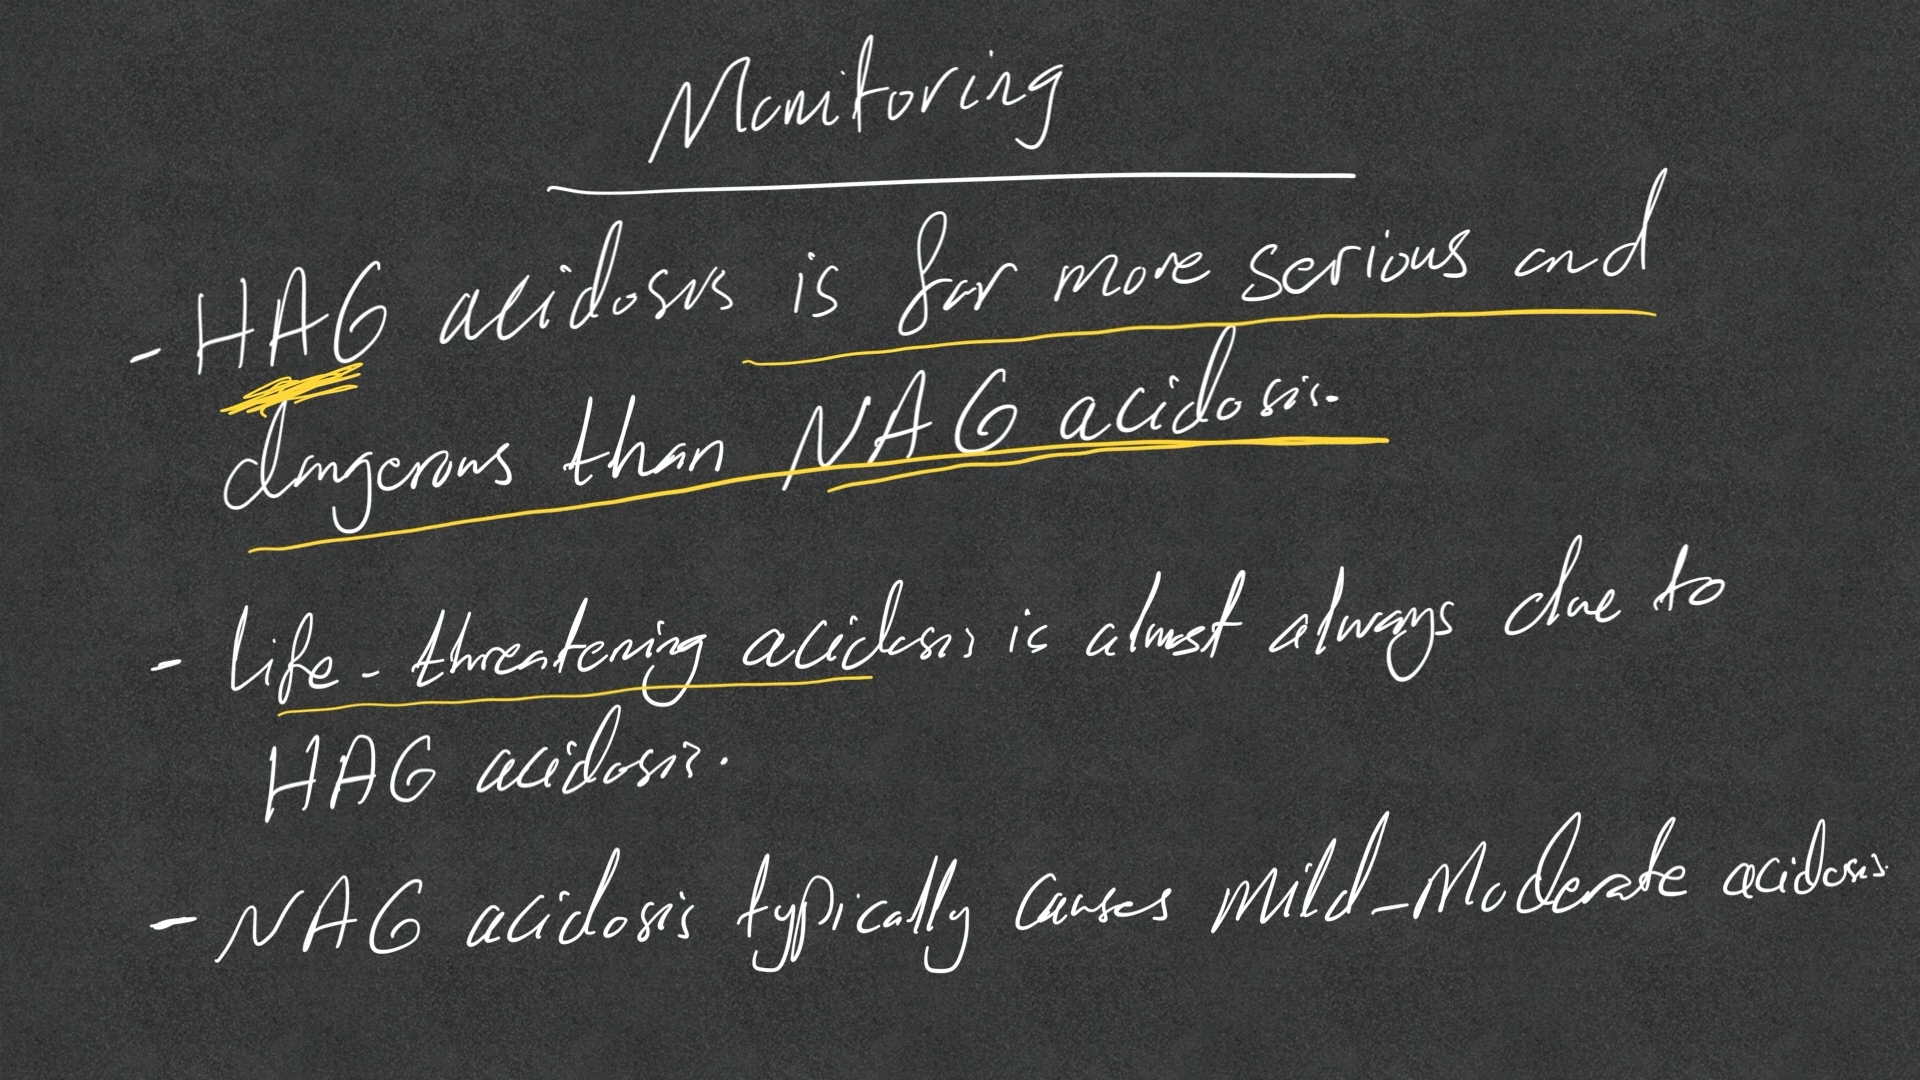 Monitoring
- HAG acidosis is far more serious and
dangerous than NAG acidosis.
- Life-threatening acidosis is almost always due to
HAG acidosis.
- NAG acidosis typically causes mild-Moderate acidosis.